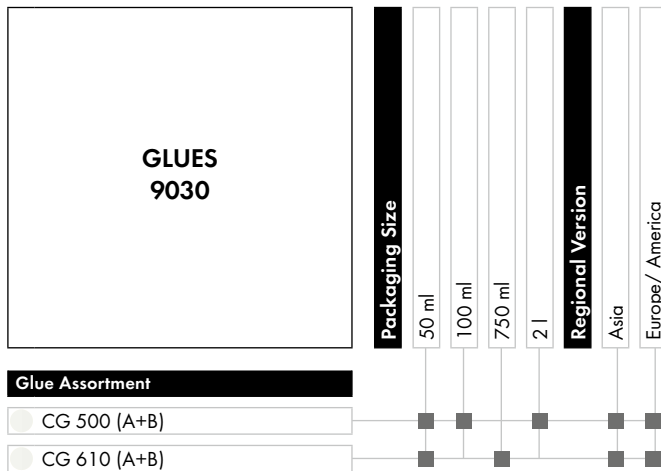 GLUES
9030
Packaging Size
50 ml
100 ml
750 ml
2 l
Regional Version
Asia
Europe/ America
Glue Assortment
CG 500 (A+B)
CG 610 (A+B)